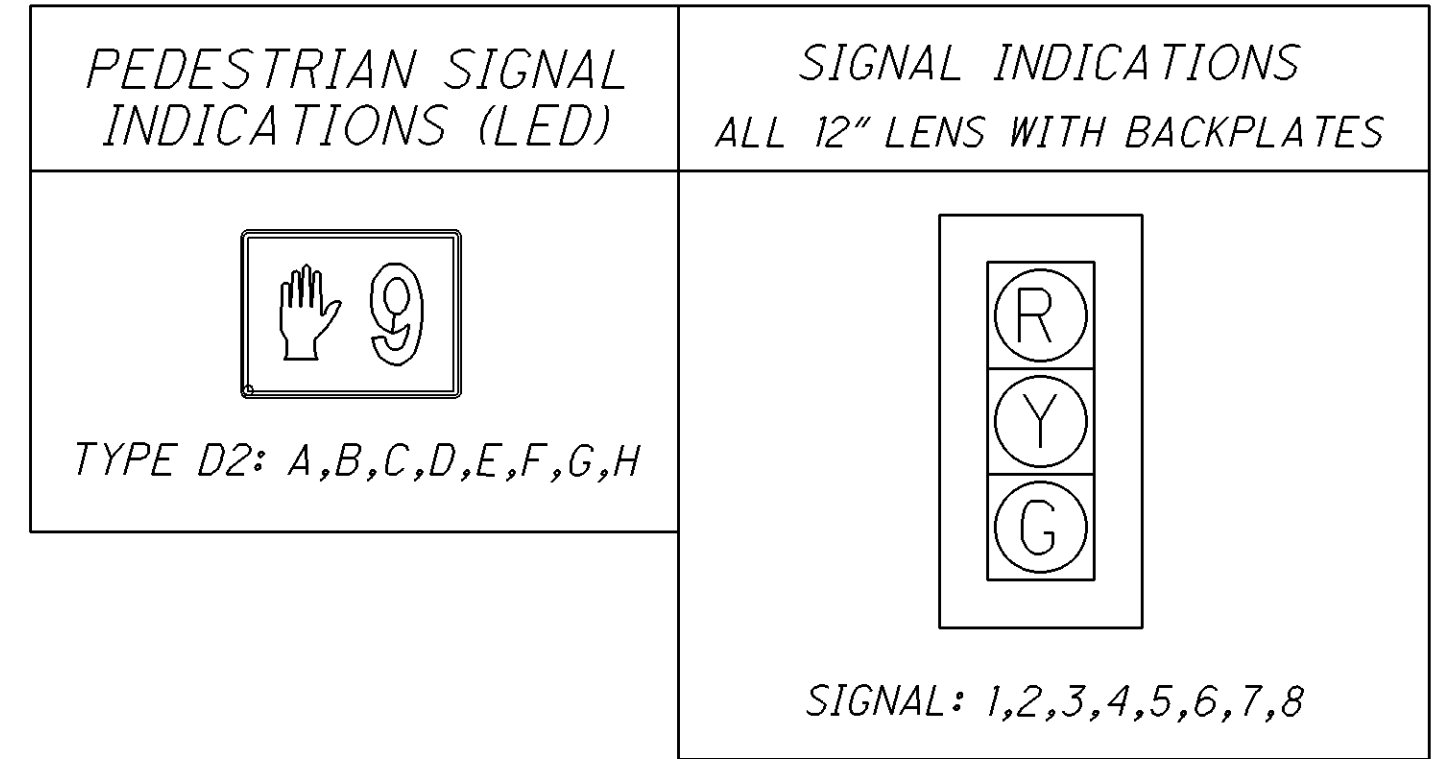 PEDESTRIAN SIGNAL
INDICATIONS (LED)
9
TYPE D2: A,B,C,D,E,F,G,H
SIGNAL INDICATIONS
ALL 12" LENS WITH BACKPLATES
R
Y
G
SIGNAL: 1,2,3,4,5,6,7,8